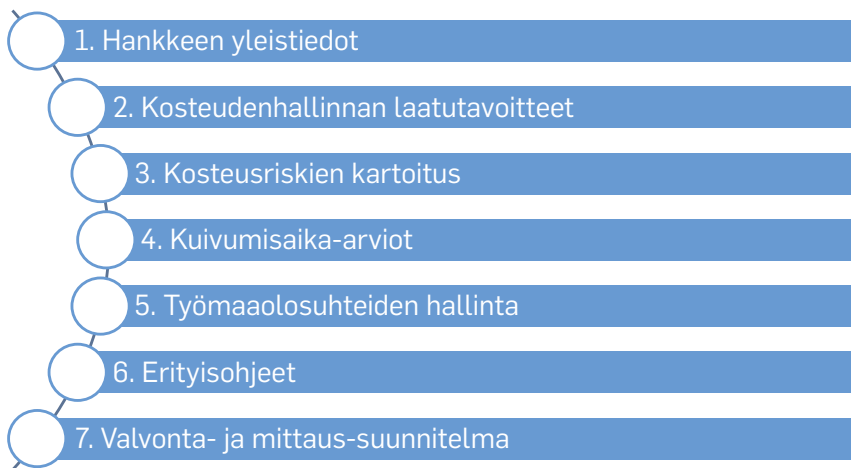 1. Hankkeen yleistiedot
2. Kosteudenhallinnan laatutavoitteet
3. Kosteusriskien kartoitus
4. Kuivumisaika-arviot
5. Työmaaolosuhteiden hallinta
6. Erityisohjeet
7. Valvonta- ja mittaus-suunnitelma